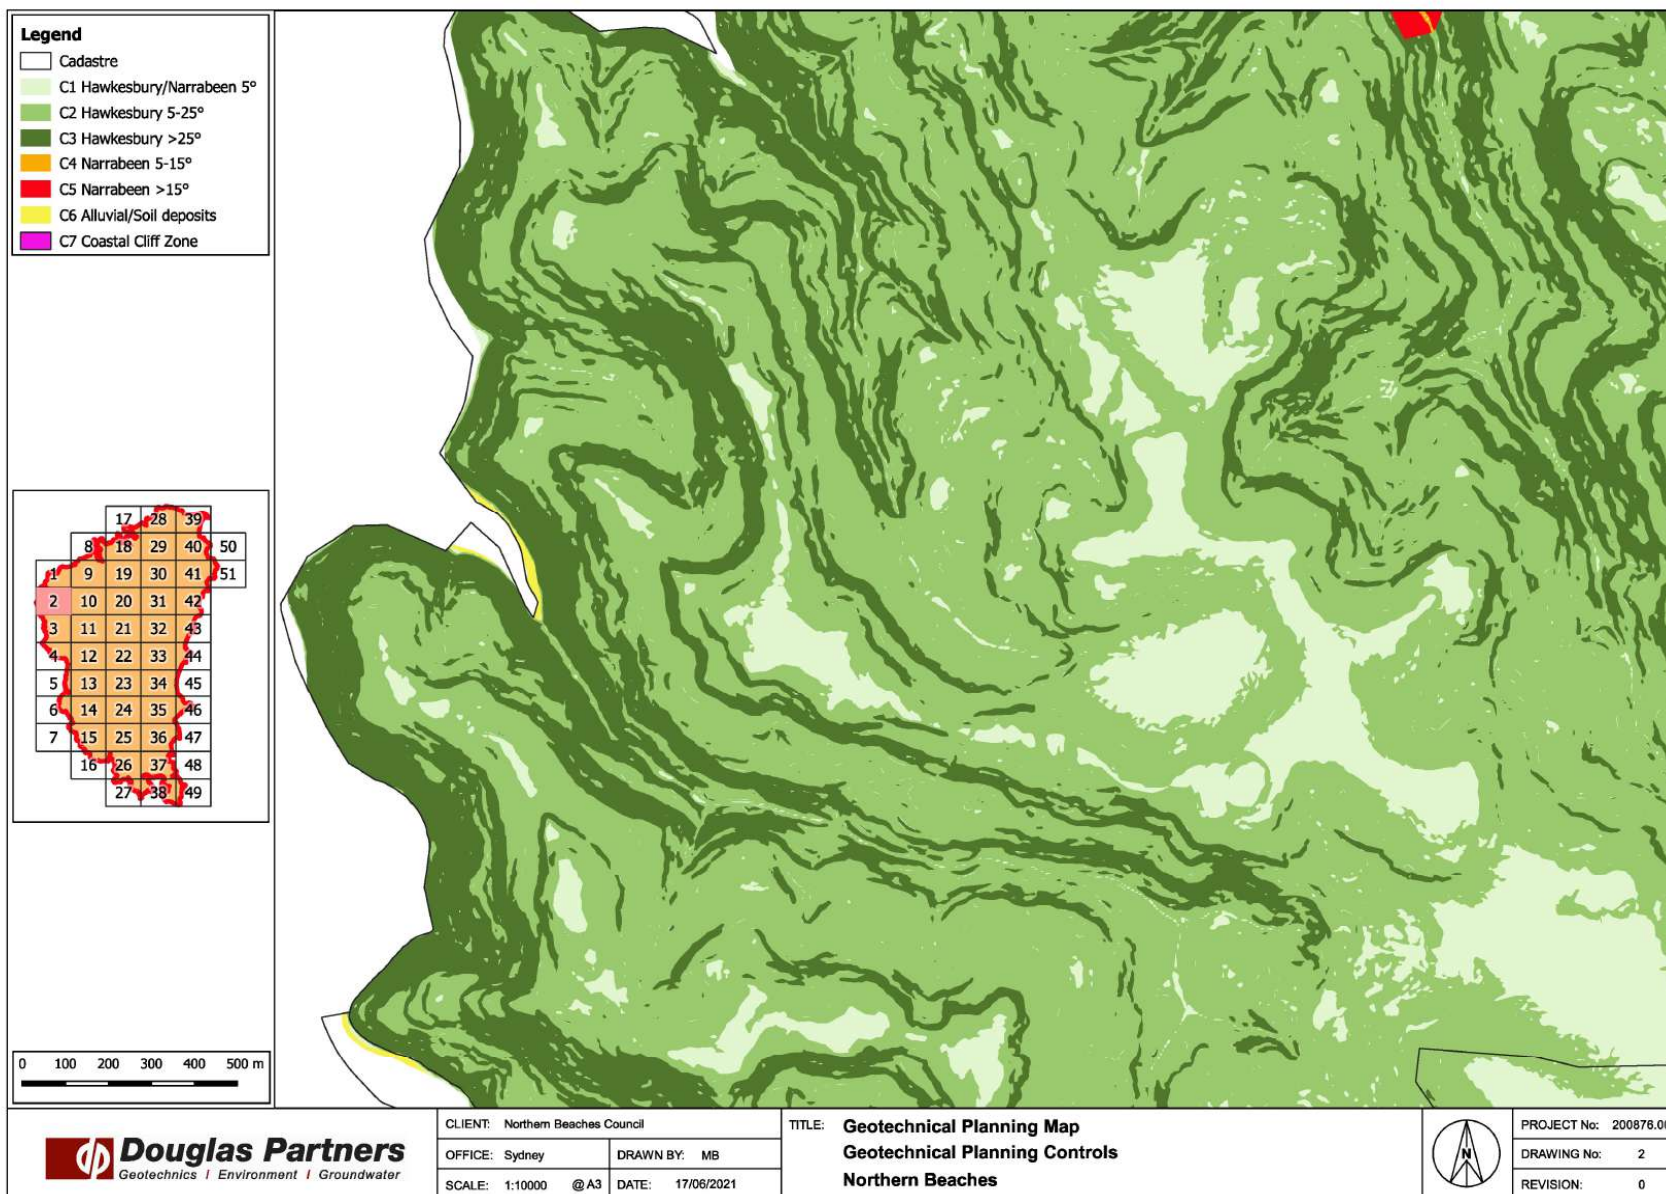 Legend
Cadastre
C1 Hawkesbury/Narrabeen 5°
C2 Hawkesbury 5-25°
C3 Hawkesbury >25°
C4 Narrabeen 5-15°
C5 Narrabeen >15°
C6 Alluvial/Soil deposits
C7 Coastal Cliff Zone
17 28 39
8 18 29 40 50
1 9 19 30 41 51
2 10 20 31 42
3 11 21 32 43
4 12 22 33 44
5 13 23 34 45
6 14 24 35 46
7 15 25 36 47
16 26 37 48
27 38 49
0 100 200 300 400 500 m
Douglas Partners
Geotechnics | Environment | Groundwater
CLIENT: Northern Beaches Council
OFFICE: Sydney
DRAWN BY: MB
SCALE: 1:10000 @A3
DATE: 17/06/2021
TITLE: Geotechnical Planning Map
Geotechnical Planning Controls
Northern Beaches
N
PROJECT No:
DRAWING No: 2
REVISION: 0